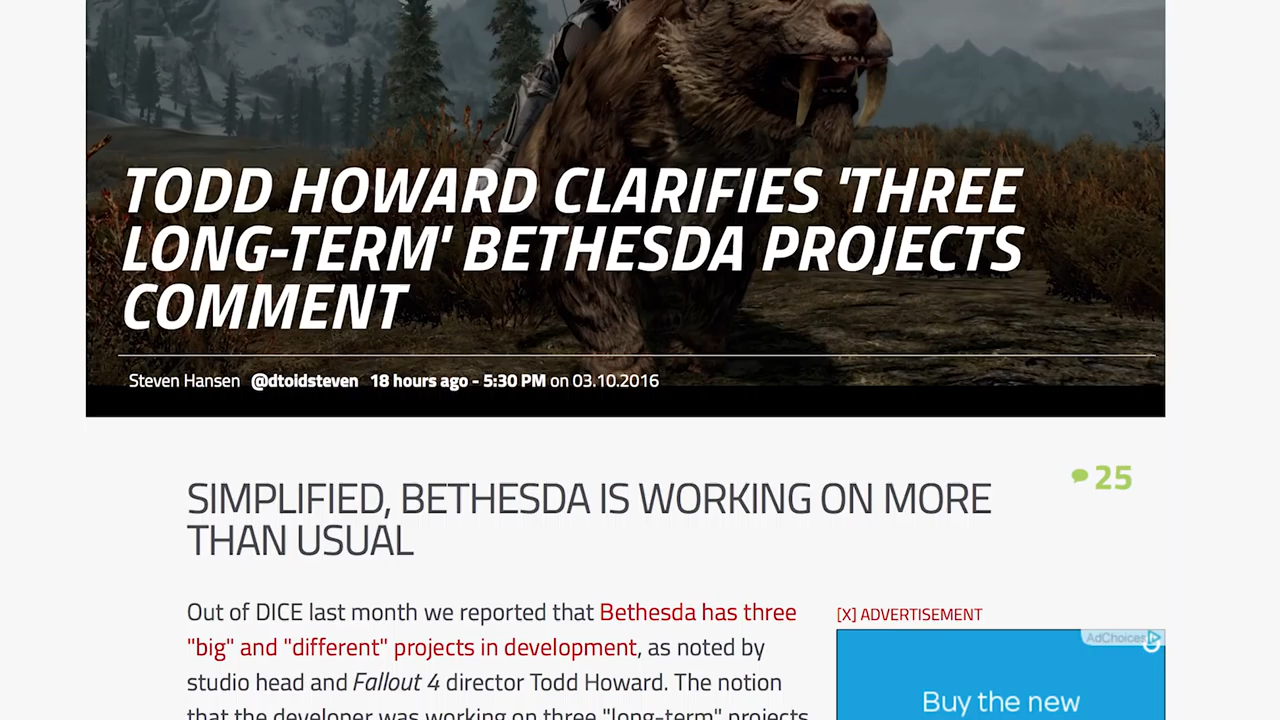 TODD HOWARD CLARIFIES 'THREE
LONG-TERM' BETHESDA PROJECTS
COMMENT
Steven Hansen @dtoidsteven 18 hours ago - 5:30 PM on 03.10.2016
25
SIMPLIFIED, BETHESDA IS WORKING ON MORE
THAN USUAL
Out of DICE last month we reported that Bethesda has three
"big" and "different" projects in development, as noted by
studio head and Fallout 4 director Todd Howard. The notion
that the developer was working on three "long-term" projects
[X] ADVERTISEMENT
AdChoices
Buy the new